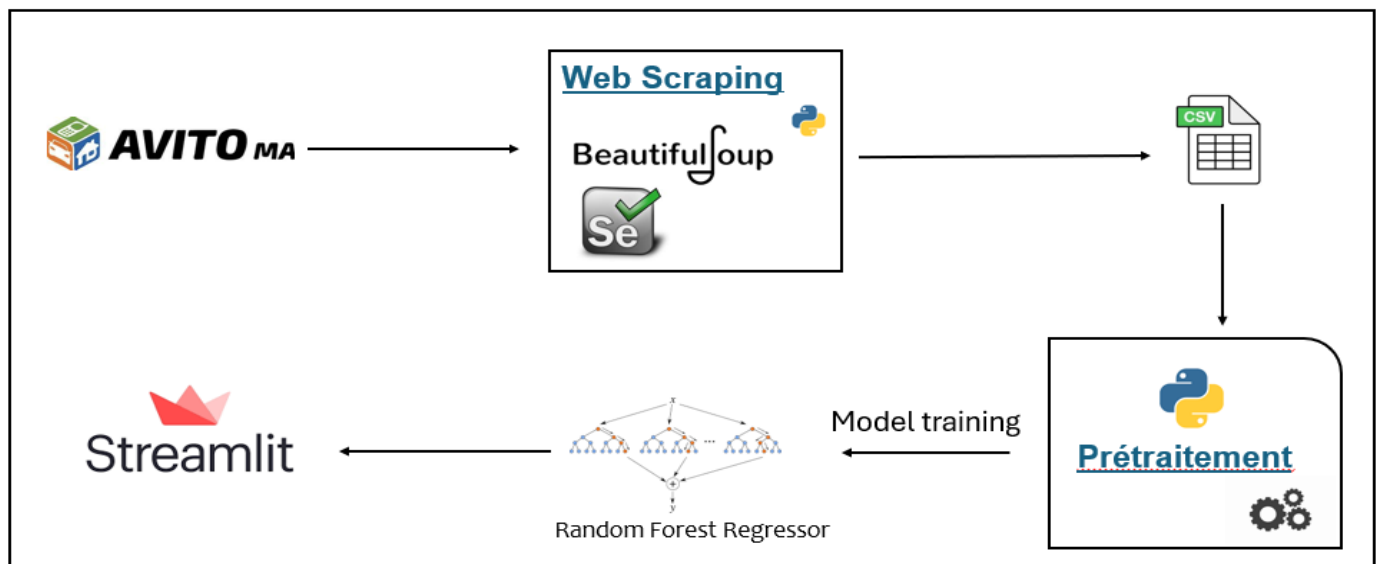 Web Scraping
AVITO MA
BeautifulSoup
Se
CSV
Streamlit
x
...
+
y
Random Forest Regressor
Model training
Prétraitement